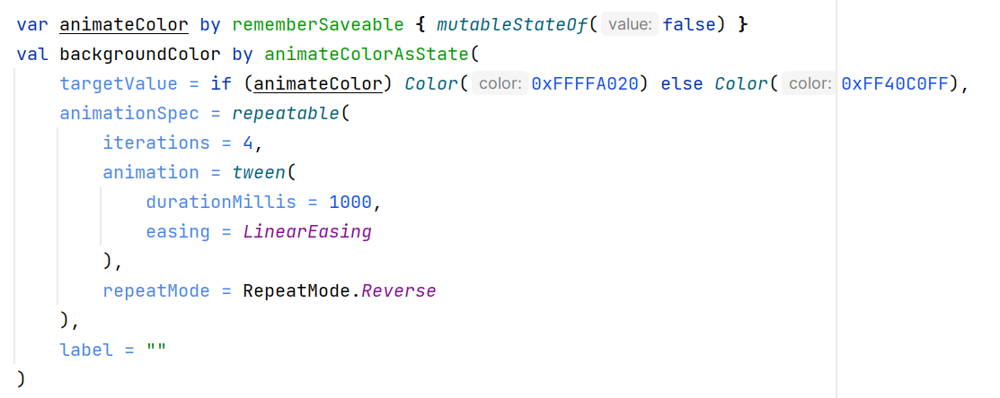 var animateColor by rememberSaveable { mutableStateOf( value: false) }
val backgroundColor by animateColorAsState(
    targetValue = if (animateColor) Color( color: 0xFFFFA020) else Color( color: 0xFF40C0FF),
    animationSpec = repeatable(
        iterations = 4,
        animation = tween(
            durationMillis = 1000,
            easing = LinearEasing
        ),
        repeatMode = RepeatMode.Reverse
    ),
    label = ""
)